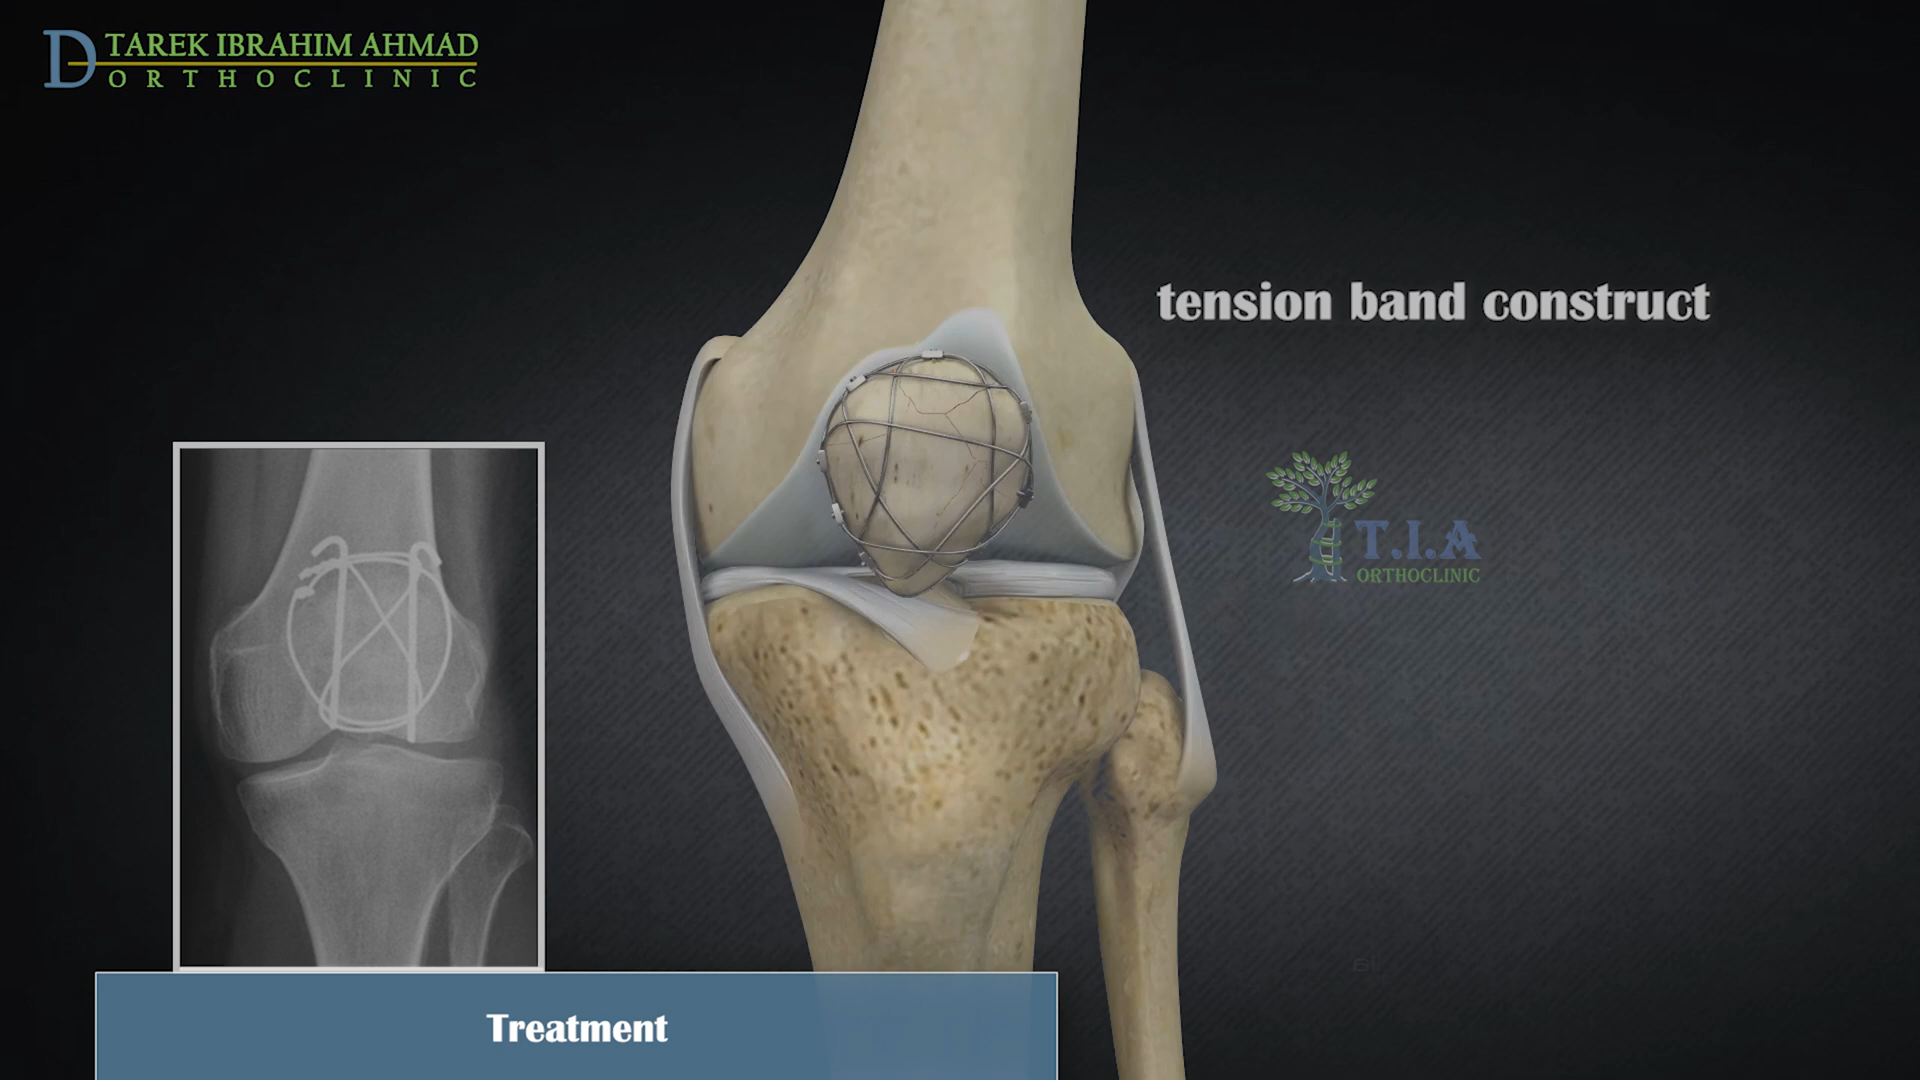 D TAREK IBRAHIM AHMAD
ORTHOCLINIC
tension band construct
T.I.A
ORTHOCLINIC
Treatment